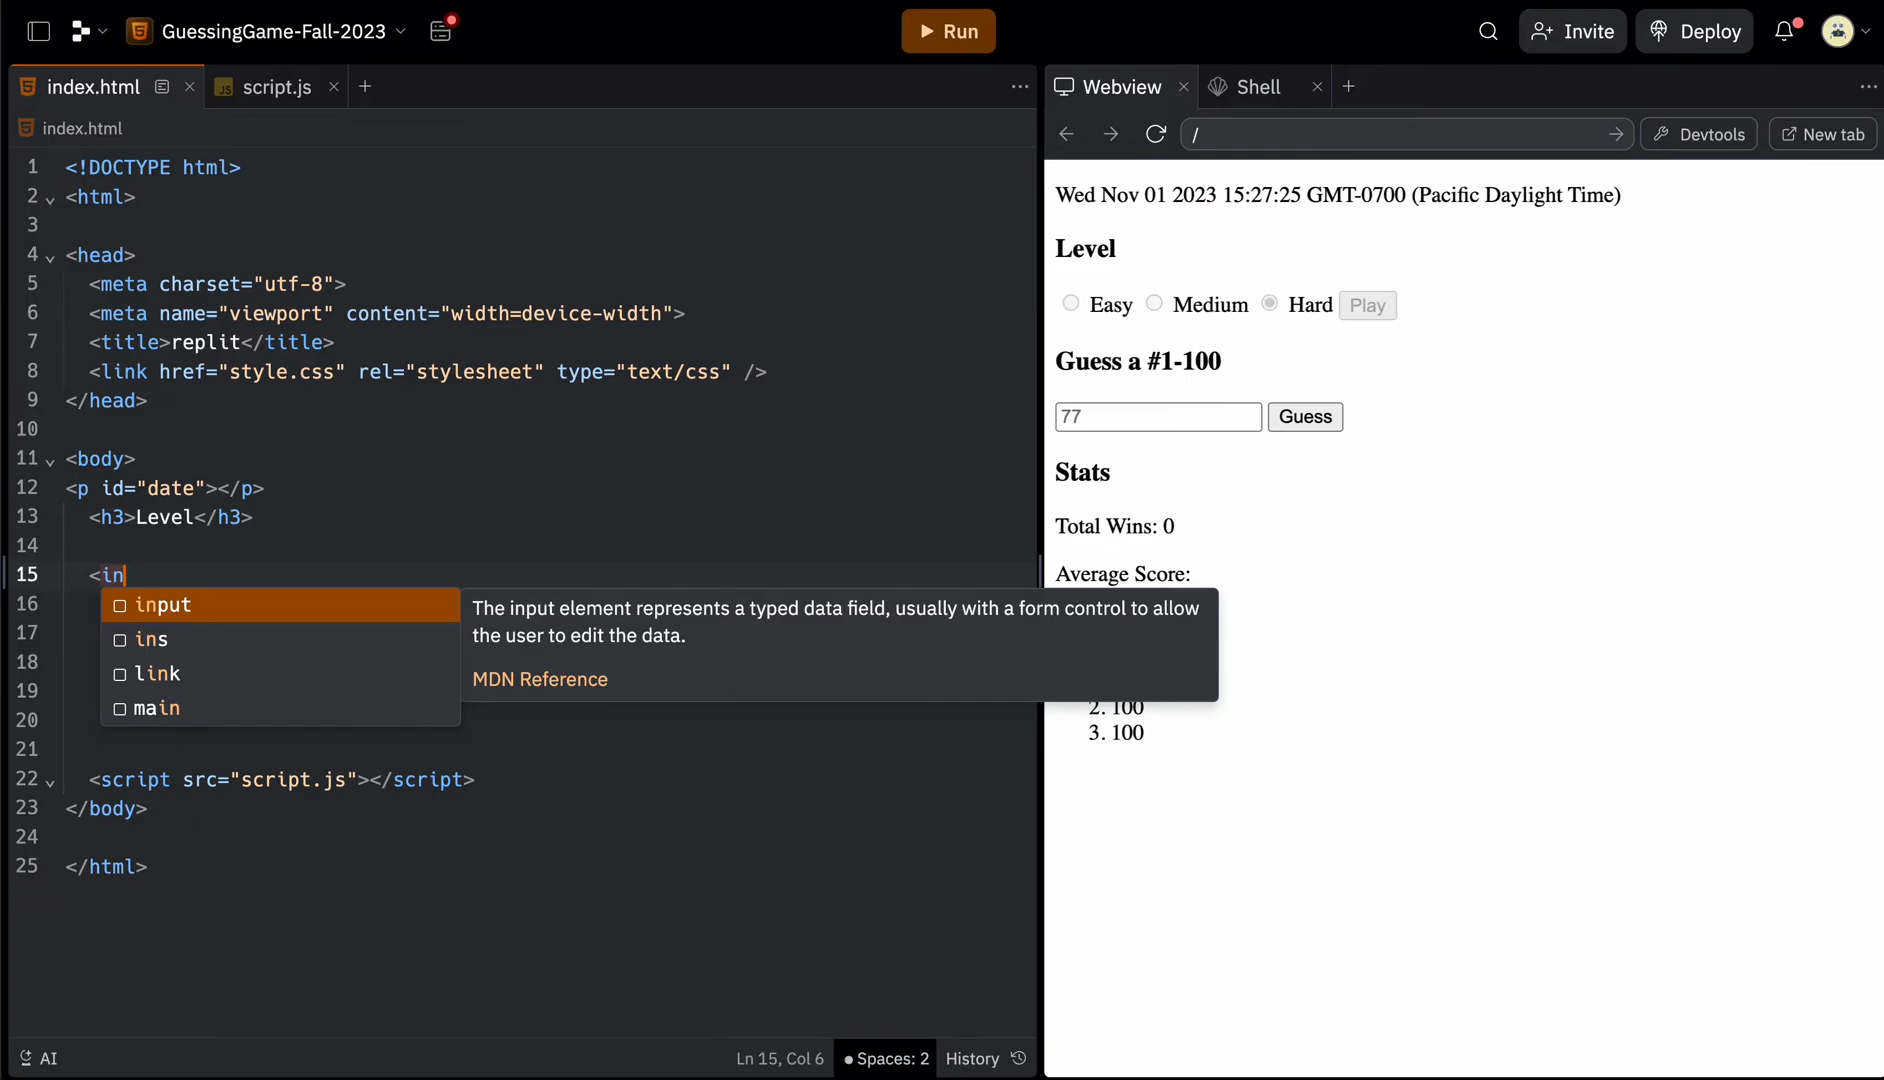 GuessingGame-Fall-2023
Run
Invite
Deploy
index.html
script.js
Webview
Shell
index.html
/
Devtools
New tab
1 <!DOCTYPE html>
2 <html>
3
4 <head>
5 <meta charset="utf-8">
6 <meta name="viewport" content="width=device-width">
7 <title>replit</title>
8 <link href="style.css" rel="stylesheet" type="text/css" />
9 </head>
10
11 <body>
12 <p id="date"></p>
13 <h3>Level</h3>
14
15 <in
16
17
18
19
20
21
22 <script src="script.js"></script>
23 </body>
24
25 </html>
input
ins
link
main
The input element represents a typed data field, usually with a form control to allow
the user to edit the data.
MDN Reference
AI
Ln 15, Col 6
Spaces: 2
History
Wed Nov 01 2023 15:27:25 GMT-0700 (Pacific Daylight Time)
Level
Easy Medium Hard Play
Guess a #1-100
77 Guess
Stats
Total Wins: 0
Average Score:
2. 100
3. 100